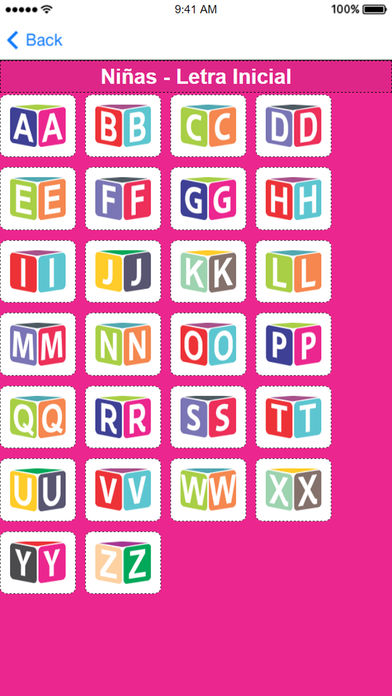 9:41 AM 100%
Back
Niñas - Letra Inicial
AA BB CC DD
EE FF GG HH
II JJ KK LL
MM NN OO PP
QQ RR SS TT
UU VV WW XX
YY ZZ